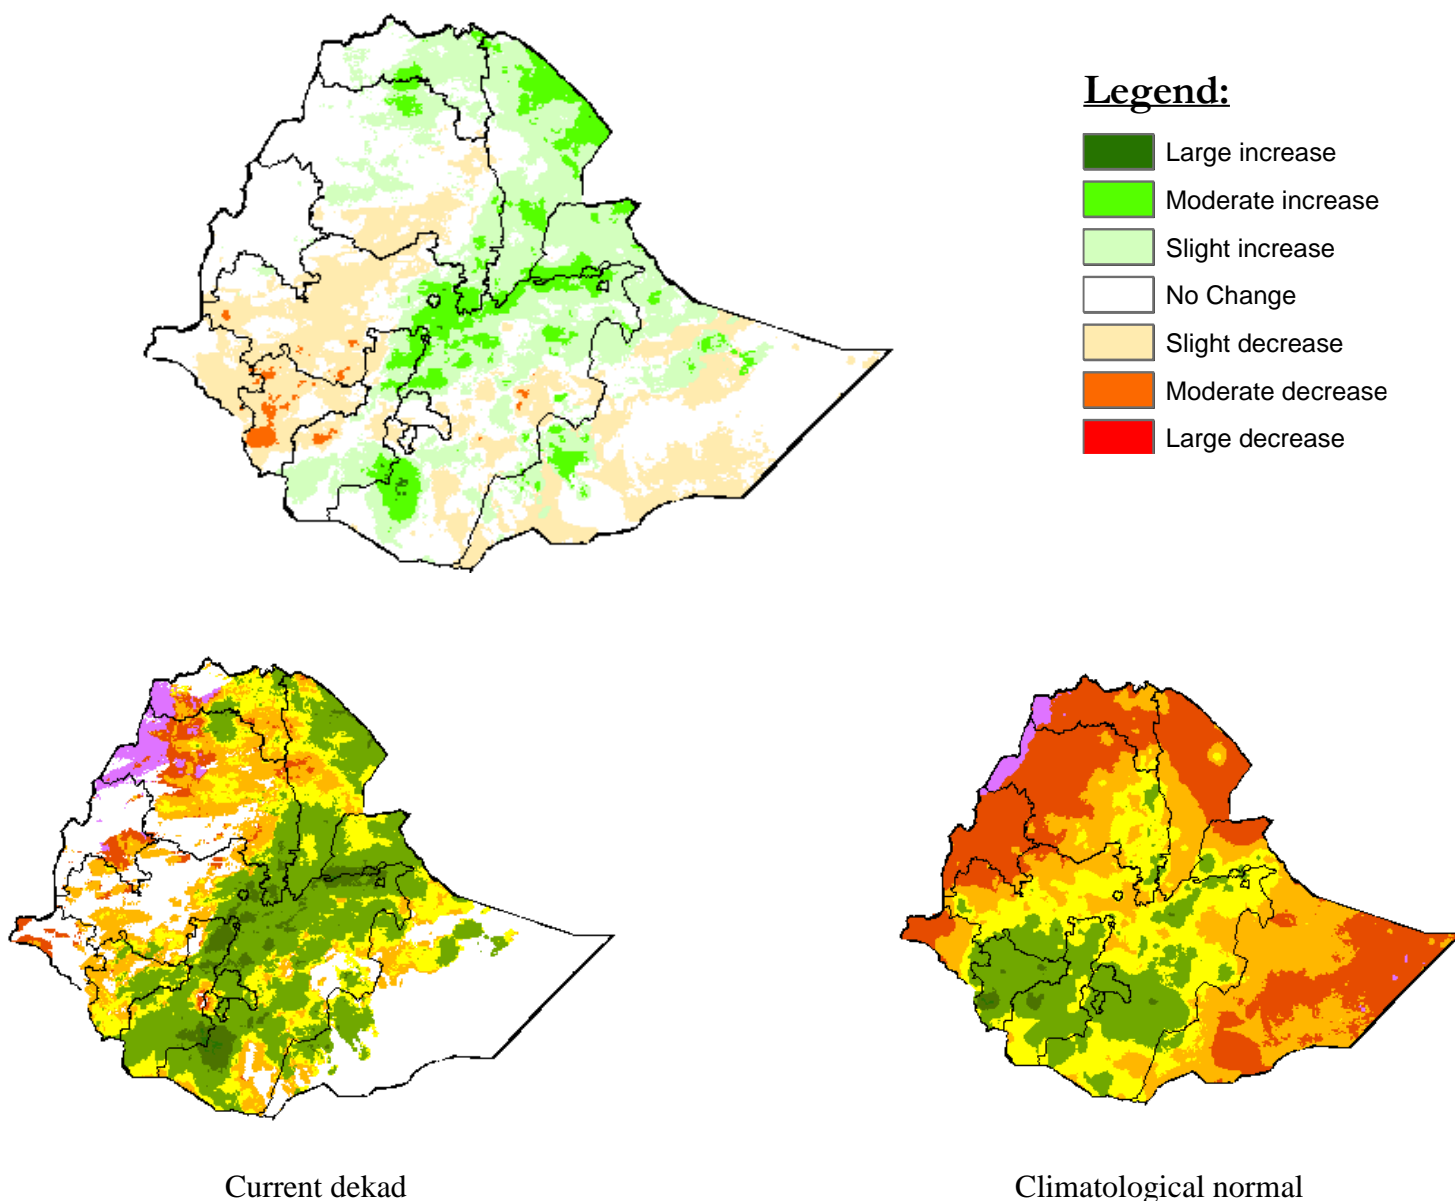 Legend:
Large increase
Moderate increase
Slight increase
No Change
Slight decrease
Moderate decrease
Large decrease
Current dekad
Climatological normal